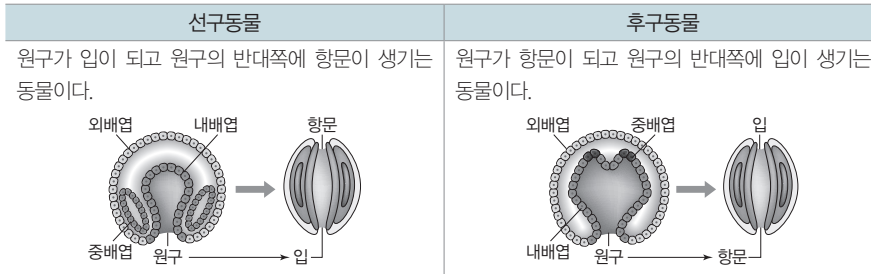 선구동물
후구동물
원구가 입이 되고 원구의 반대쪽에 항문이 생기는
동물이다.
원구가 항문이 되고 원구의 반대쪽에 입이 생기는
동물이다.
외배엽 내배엽 항문
중배엽 원구 입
외배엽 중배엽 입
내배엽 원구 항문